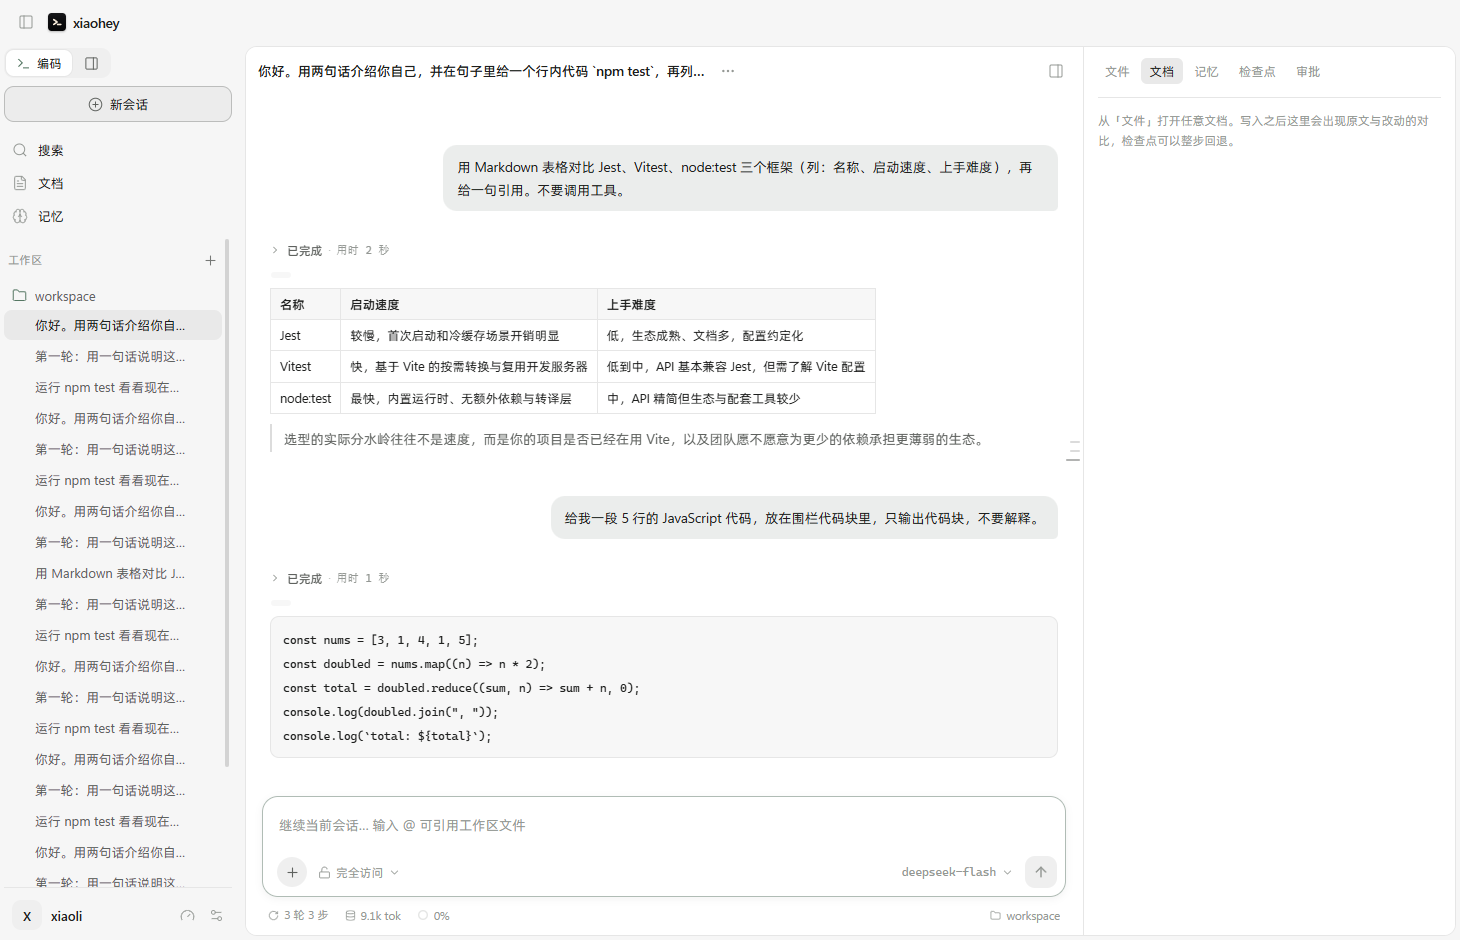 xiaohey
编码
新会话
搜索
文档
记忆
工作区
workspace
你好。用两句话介绍你自...
第一轮：用一句话说明这...
运行 npm test 看看现在...
你好。用两句话介绍你自...
第一轮：用一句话说明这...
运行 npm test 看看现在...
你好。用两句话介绍你自...
第一轮：用一句话说明这...
用 Markdown 表格对比 J...
第一轮：用一句话说明这...
运行 npm test 看看现在...
你好。用两句话介绍你自...
第一轮：用一句话说明这...
运行 npm test 看看现在...
你好。用两句话介绍你自...
第一轮：用一句话说明这...
运行 npm test 看看现在...
你好。用两句话介绍你自...
第一轮：用一句话说明这...
X xiaoli
你好。用两句话介绍你自己，并在句子里给一个行内代码 `npm test`，再列... ···
用 Markdown 表格对比 Jest、Vitest、node:test 三个框架（列：名称、启动速度、上手难度），再
给一句引用。不要调用工具。
已完成 · 用时 2 秒
名称 启动速度 上手难度
Jest 较慢，首次启动和冷缓存场景开销明显 低，生态成熟、文档多，配置约定化
Vitest 快，基于 Vite 的按需转换与复用开发服务器 低到中，API 基本兼容 Jest，但需了解 Vite 配置
node:test 最快，内置运行时、无额外依赖与转译层 中，API 精简但生态与配套工具较少
选型的实际分水岭往往不是速度，而是你的项目是否已经在用 Vite，以及团队愿不愿意为更少的依赖承担更薄弱的生态。
给我一段 5 行的 JavaScript 代码，放在围栏代码块里，只输出代码块，不要解释。
已完成 · 用时 1 秒
const nums = [3, 1, 4, 1, 5];
const doubled = nums.map((n) => n * 2);
const total = doubled.reduce((sum, n) => sum + n, 0);
console.log(doubled.join(", "));
console.log(`total: ${total}`);
继续当前会话... 输入 @ 可引用工作区文件
完全访问 deepseek-flash
3 轮 3 步 9.1k tok 0% workspace
文件 文档 记忆 检查点 审批
从「文件」打开任意文档。写入之后这里会出现原文与改动的对
比，检查点可以整步回退。